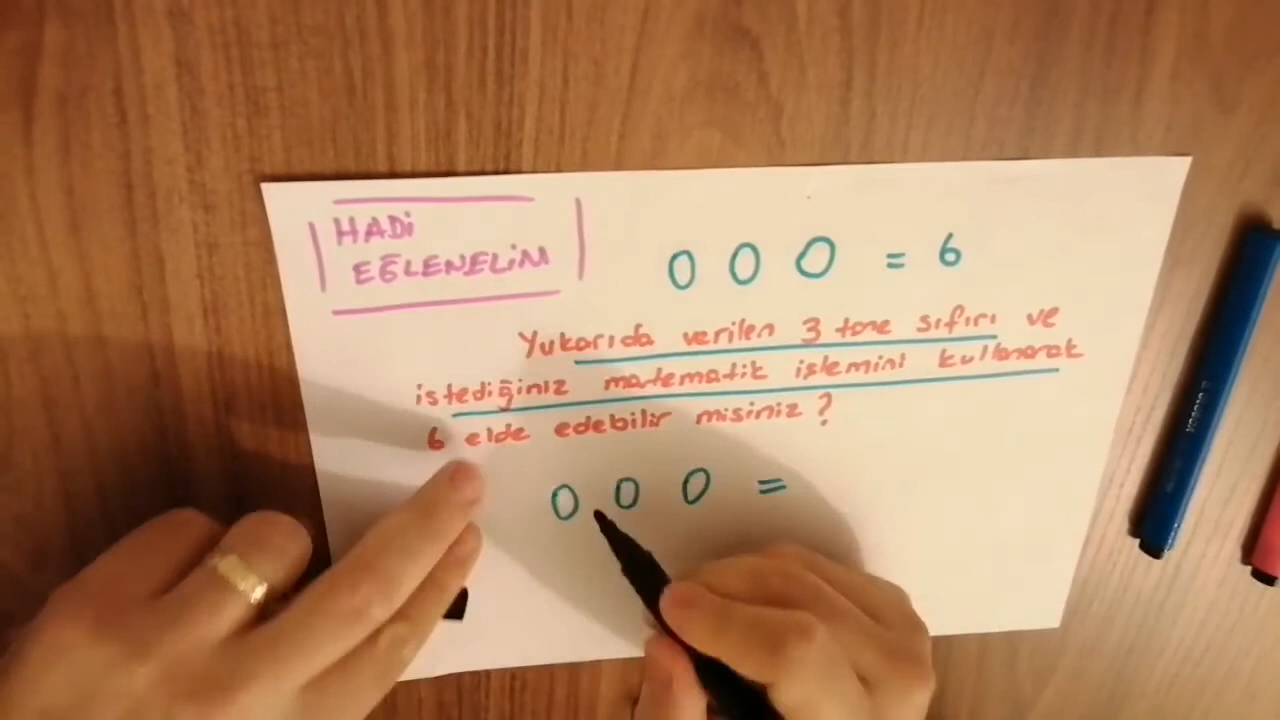 HADİ
EĞLENELİM
0 0 0 = 6
Yukarıda verilen 3 tane sıfırı ve
istediğiniz matematik işlemini kullanarak
6 elde edebilir misiniz?
0 0 0 =